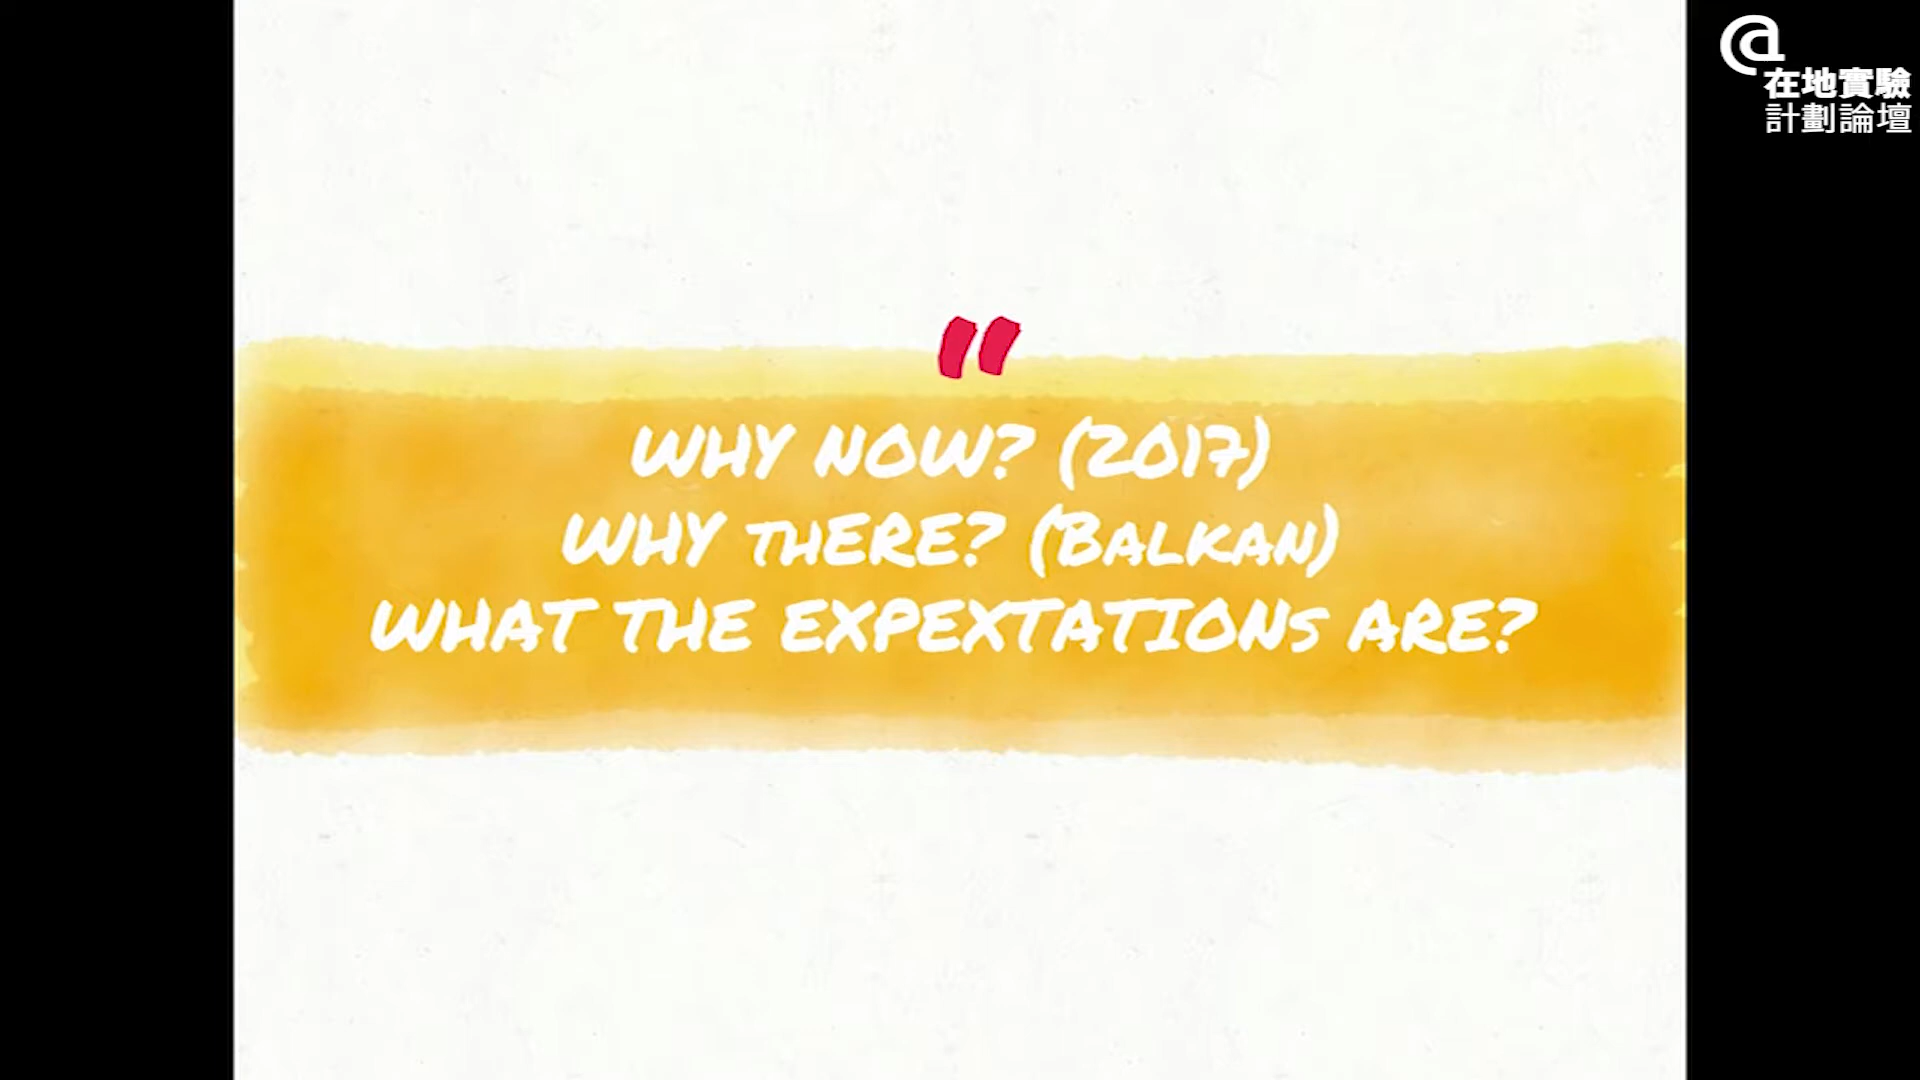 @
在地實驗
計劃論壇
"
WHY NOW? (2017)
WHY thERE? (BALKAN)
WHAT THE EXPEXTATIONs ARE?